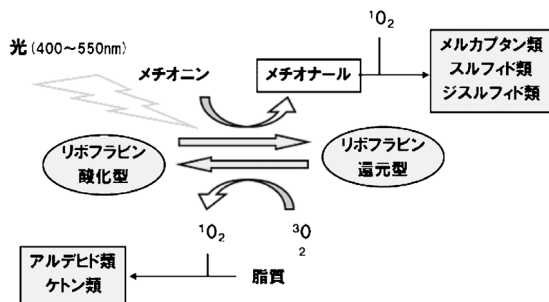 ¹O₂
光 (400～550nm)
メチオニン
メチオナール
メルカプタン類
スルフィド類
ジスルフィド類
リボフラビン
酸化型
リボフラビン
還元型
¹O₂
³O₂
アルデヒド類
ケトン類
脂質